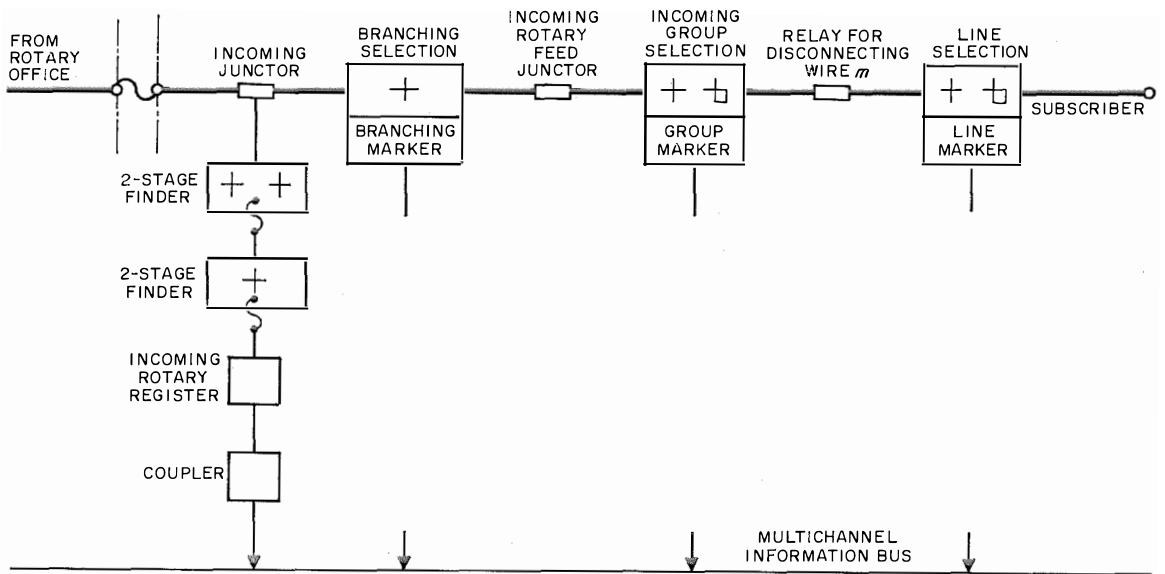 FROM
ROTARY
OFFICE
INCOMING
JUNCTOR
BRANCHING
SELECTION
BRANCHING
MARKER
INCOMING
ROTARY
FEED
JUNCTOR
INCOMING
GROUP
SELECTION
GROUP
MARKER
RELAY FOR
DISCONNECTING
WIRE m
LINE
SELECTION
LINE
MARKER
SUBSCRIBER
2-STAGE
FINDER
2-STAGE
FINDER
INCOMING
ROTARY
REGISTER
COUPLER
MULTICHANNEL
INFORMATION BUS